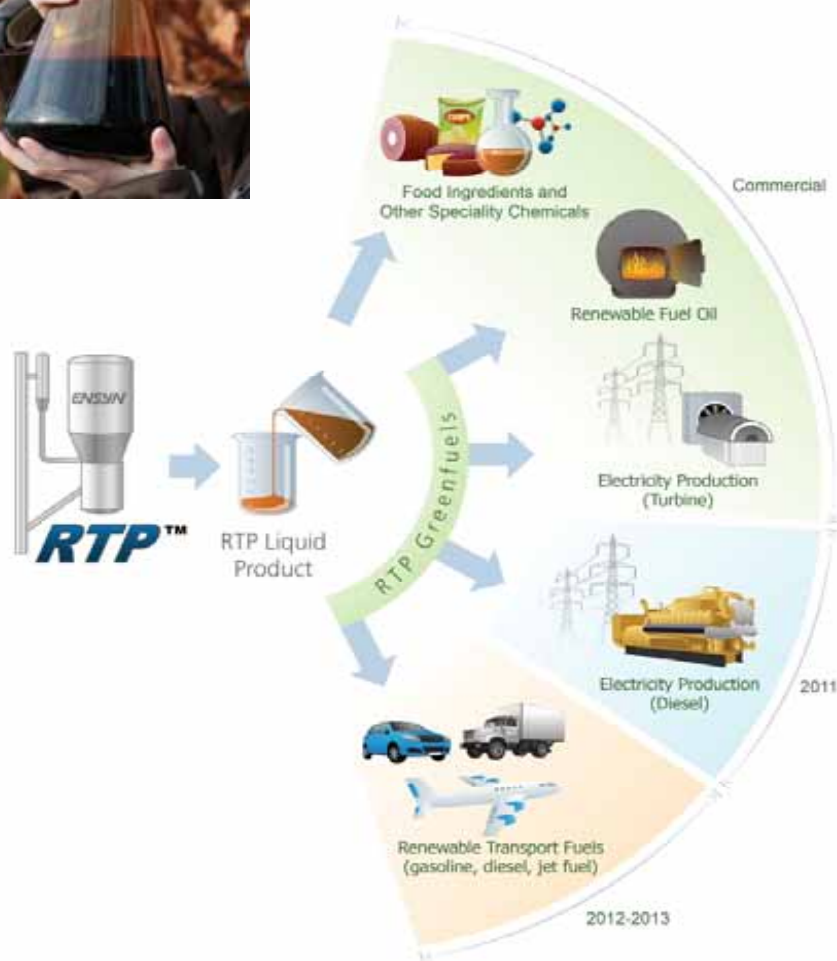 Food Ingredients and
Other Speciality Chemicals
Commercial
Renewable Fuel Oil
ENSYN
RTP™
RTP Liquid
Product
RTP Greenfuels
Electricity Production
(Turbine)
Electricity Production
(Diesel)
2011
Renewable Transport Fuels
(gasoline, diesel, jet fuel)
2012-2013